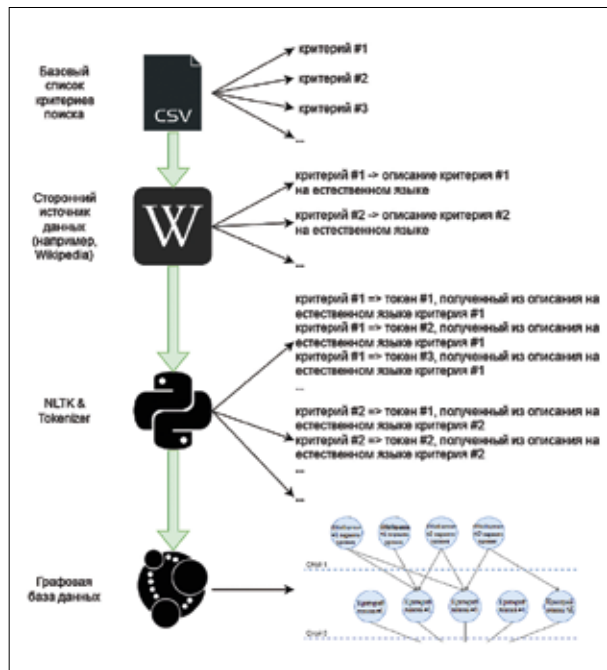 Базовый
список
критериев
поиска
CSV
критерий #1
критерий #2
критерий #3
...
Сторонний
источник
данных
(например,
Wikipedia)
W
критерий #1 -> описание критерия #1
на естественном языке
критерий #2 -> описание критерия #2
на естественном языке
...
NLTK &
Tokenizer
критерий #1 => токен #1, полученный из описания на
естественном языке критерия #1
критерий #1 => токен #2, полученный из описания на
естественном языке критерия #1
критерий #1 => токен #3, полученный из описания на
естественном языке критерия #1
...
критерий #2 => токен #1, полученный из описания на
естественном языке критерия #2
критерий #2 => токен #2, полученный из описания на
естественном языке критерия #2
...
...
Графовая
база данных